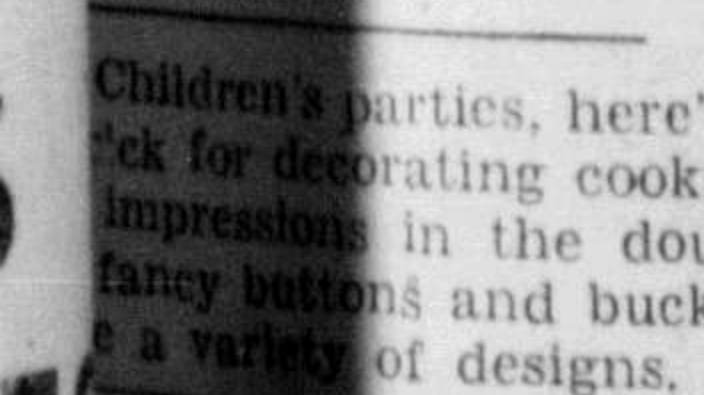 Children's parties, here'
ck for decorating cook
impressions in the dou
fancy buttons and buck
e a variety of designs.